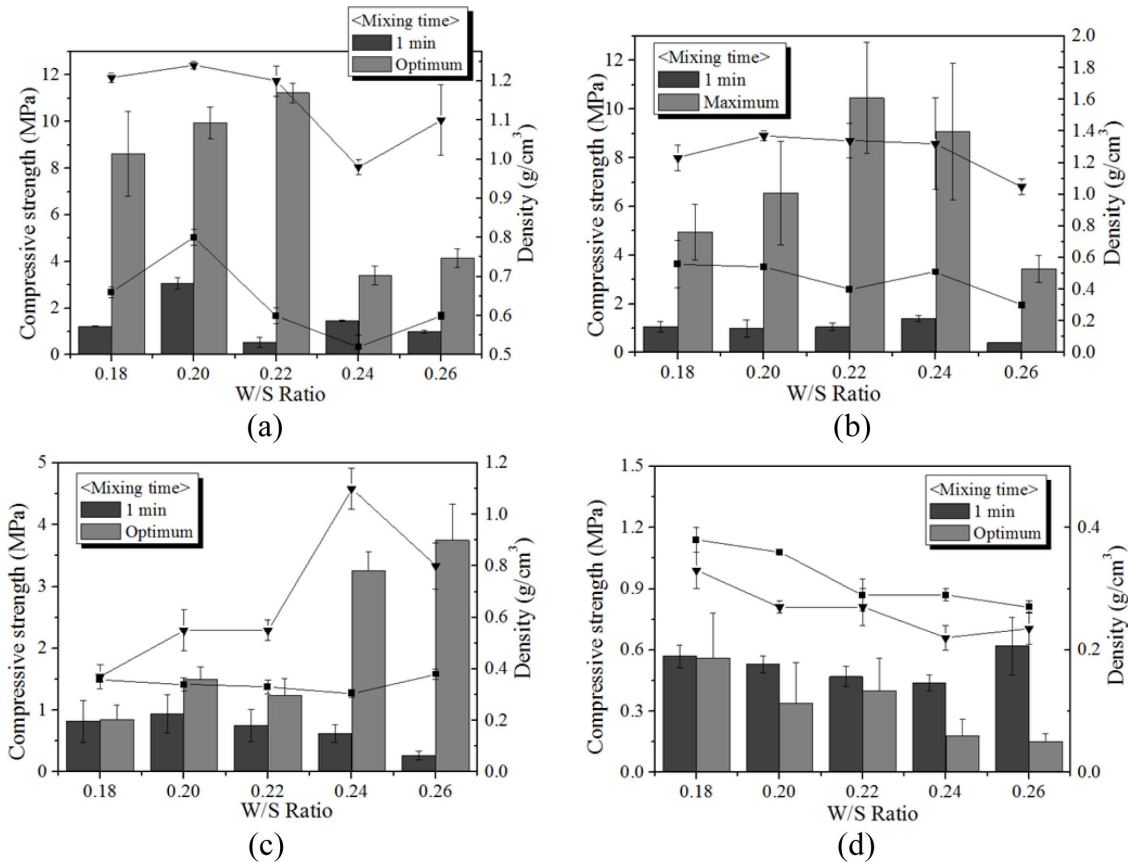 <Mixing time>
1 min
Optimum
Compressive strength (MPa)
12
10
8
6
4
2
0
1.2
1.1
1.0
0.9
0.8
0.7
0.6
0.5
Density (g/cm³)
0.18 0.20 0.22 0.24 0.26
W/S Ratio
(a)
<Mixing time>
1 min
Maximum
Compressive strength (MPa)
12
10
8
6
4
2
0
2.0
1.8
1.6
1.4
1.2
1.0
0.8
0.6
0.4
0.2
0.0
Density (g/cm³)
0.18 0.20 0.22 0.24 0.26
W/S Ratio
(b)
<Mixing time>
1 min
Optimum
Compressive strength (MPa)
5
4
3
2
1
0
1.2
1.0
0.8
0.6
0.4
0.2
0.0
Density (g/cm³)
0.18 0.20 0.22 0.24 0.26
W/S Ratio
(c)
<Mixing time>
1 min
Optimum
Compressive strength (MPa)
1.5
1.2
0.9
0.6
0.3
0.0
0.4
0.2
0.0
Density (g/cm³)
0.18 0.20 0.22 0.24 0.26
W/S Ratio
(d)